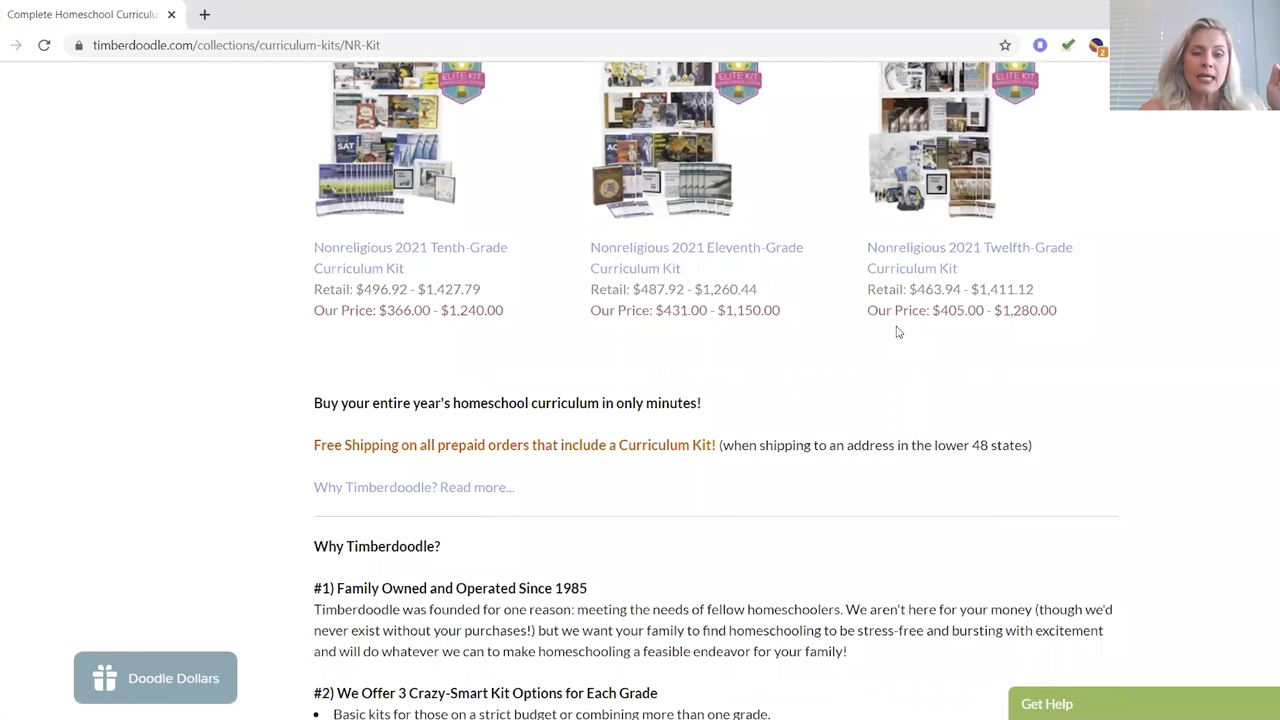 Complete Homeschool Curriculu
timberdoodle.com/collections/curriculum-kits/NR-Kit
2
ELITE KIT
ELITE KIT
ELITE KIT
SAT
Nonreligious 2021 Tenth-Grade
Curriculum Kit
Retail: $496.92 - $1,427.79
Our Price: $366.00 - $1,240.00
Nonreligious 2021 Eleventh-Grade
Curriculum Kit
Retail: $487.92 - $1,260.44
Our Price: $431.00 - $1,150.00
Nonreligious 2021 Twelfth-Grade
Curriculum Kit
Retail: $463.94 - $1,411.12
Our Price: $405.00 - $1,280.00
Buy your entire year's homeschool curriculum in only minutes!
Free Shipping on all prepaid orders that include a Curriculum Kit! (when shipping to an address in the lower 48 states)
Why Timberdoodle? Read more...
Why Timberdoodle?
#1) Family Owned and Operated Since 1985
Timberdoodle was founded for one reason: meeting the needs of fellow homeschoolers. We aren't here for your money (though we'd
never exist without your purchases!) but we want your family to find homeschooling to be stress-free and bursting with excitement
and will do whatever we can to make homeschooling a feasible endeavor for your family!
#2) We Offer 3 Crazy-Smart Kit Options for Each Grade
Basic kits for those on a strict budget or combining more than one grade.
Doodle Dollars
Get Help